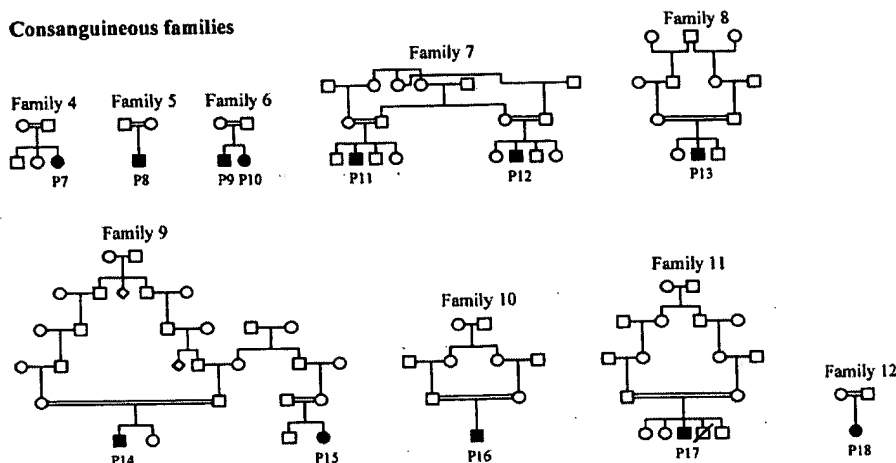 Consanguineous families
Family 4
Family 5
Family 6
Family 7
Family 8
P7
P8
P9 P10
P11
P12
P13
Family 9
Family 10
Family 11
Family 12
P14
P15
P16
P17
P18